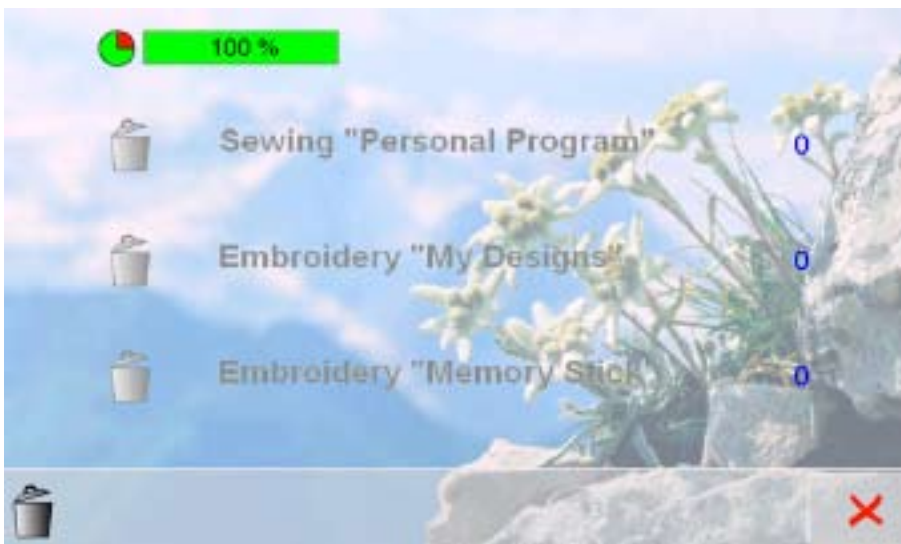 100 %
Sewing "Personal Program" 0
Embroidery "My Designs" 0
Embroidery "Memory Stick" 0